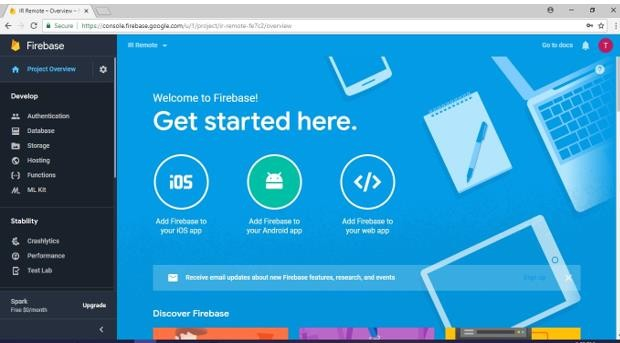 IR Remote – Overview –
Secure
https://console.firebase.google.com/u/1/project/ir-remote-fe7c2/overview
Firebase
IR Remote
Go to docs
T
Project Overview
?
Develop
Authentication
Database
Storage
Hosting
Functions
ML Kit
Stability
Crashlytics
Performance
Test Lab
Spark
Free $0/month
Upgrade
Welcome to Firebase!
Get started here.
iOS
Add Firebase to
your iOS app
Add Firebase to
your Android app
</>
Add Firebase to
your web app
Receive email updates about new Firebase features, research, and events
Sign up
Discover Firebase